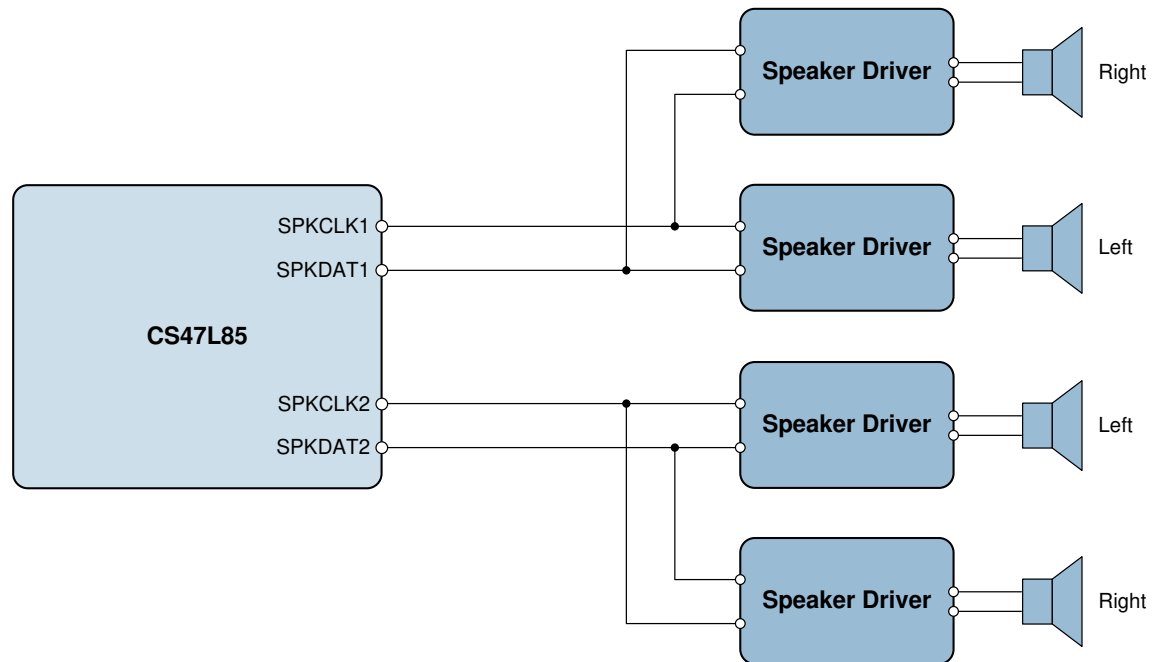 Speaker Driver
Right
SPKCLK1
Speaker Driver
Left
SPKDAT1
CS47L85
SPKCLK2
Speaker Driver
Left
SPKDAT2
Speaker Driver
Right